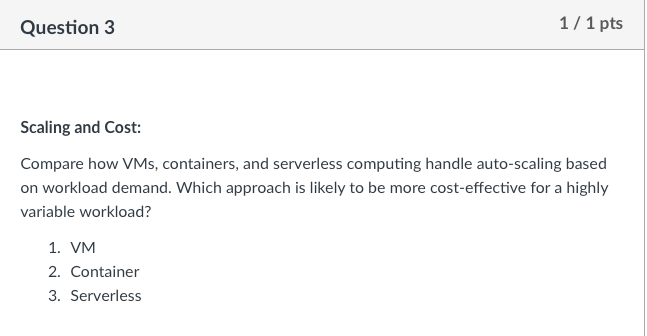 Question 3
1 / 1 pts
Scaling and Cost:
Compare how VMs, containers, and serverless computing handle auto-scaling based
on workload demand. Which approach is likely to be more cost-effective for a highly
variable workload?
1. VM
2. Container
3. Serverless